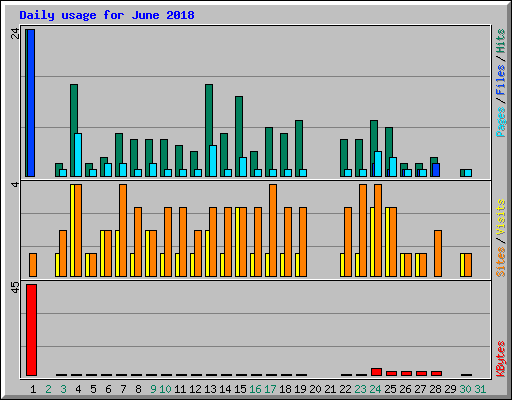 Daily usage for June 2018
24
Pages / Files / Hits
4
Sites / Visits
45
KBytes
1 2 3 4 5 6 7 8 9 10 11 12 13 14 15 16 17 18 19 20 21 22 23 24 25 26 27 28 29 30 31